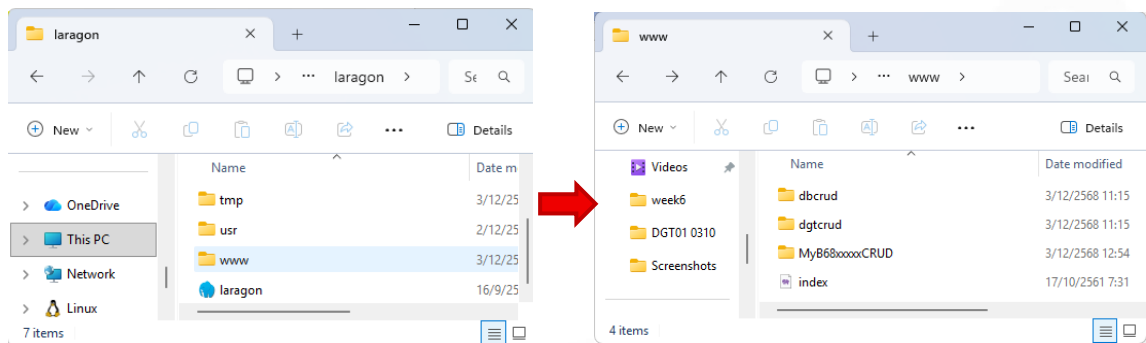 laragon
laragon
Se
New
Details
Name
Date m
tmp
3/12/25
OneDrive
usr
2/12/25
This PC
www
3/12/25
Network
laragon
16/9/25
Linux
7 items
www
www
Sear
New
Details
Videos
Name
Date modified
week6
dbcrud
3/12/2568 11:15
DGT01 0310
dgtcrud
3/12/2568 11:15
Screenshots
MyB68xxxxxCRUD
3/12/2568 12:54
index
17/10/2561 7:31
4 items